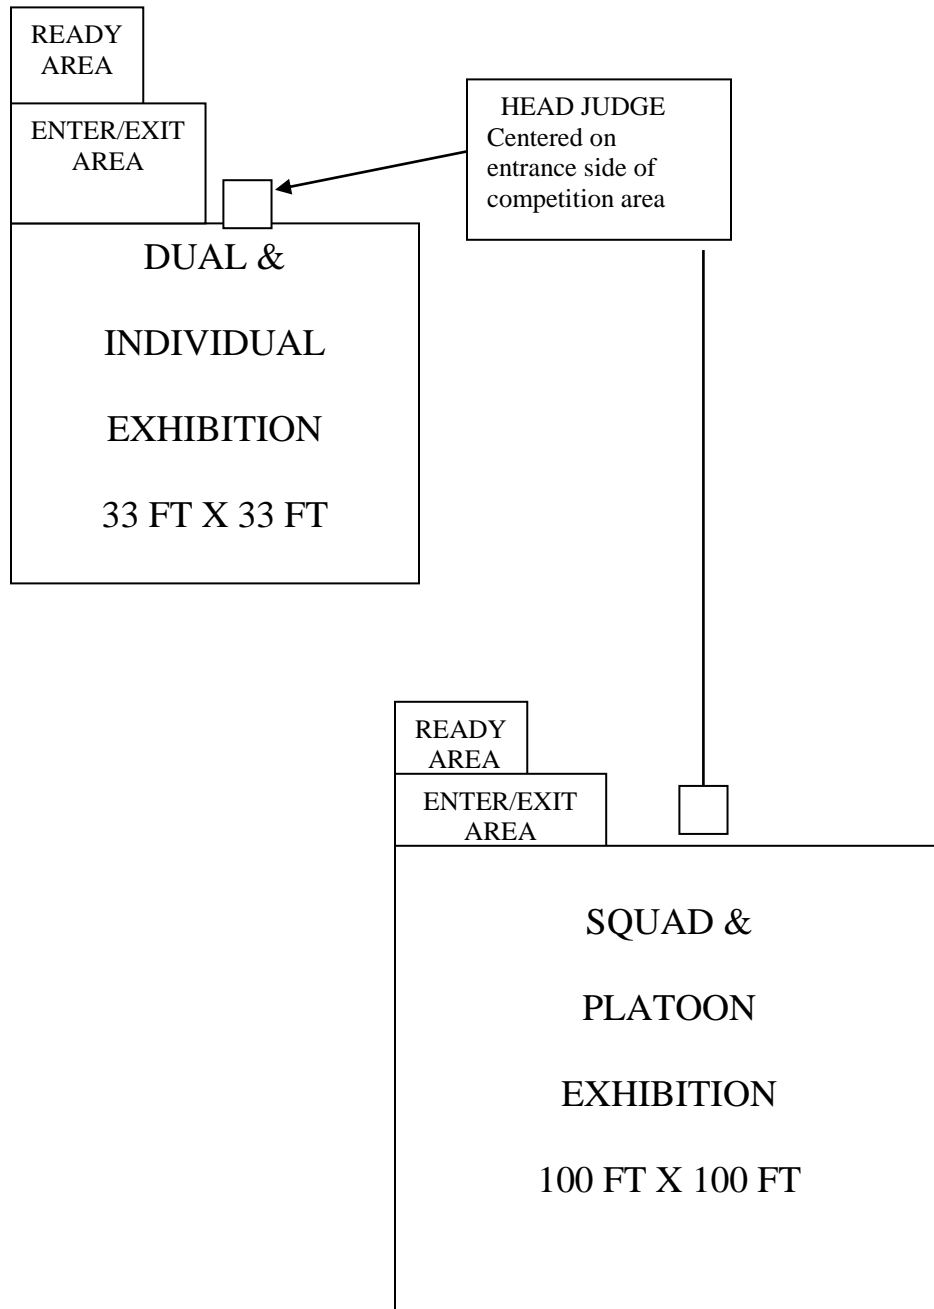 READY
AREA
ENTER/EXIT
AREA
HEAD JUDGE
Centered on
entrance side of
competition area
DUAL &
INDIVIDUAL
EXHIBITION
33 FT X 33 FT
READY
AREA
ENTER/EXIT
AREA
SQUAD &
PLATOON
EXHIBITION
100 FT X 100 FT